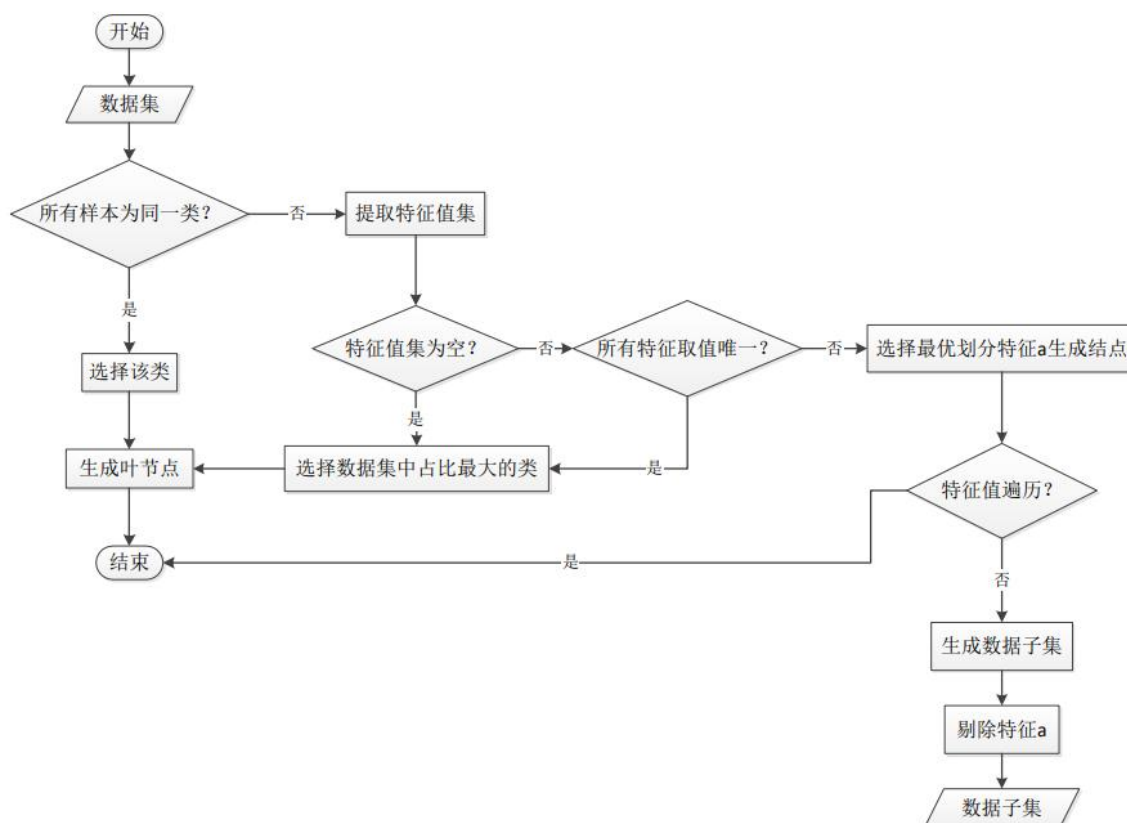 开始
数据集
所有样本为同一类？
否
提取特征值集
是
特征值集为空？
否
所有特征取值唯一？
否
选择最优划分特征a生成结点
选择该类
是
生成叶节点
选择数据集中占比最大的类
是
特征值遍历？
结束
是
否
生成数据子集
剔除特征a
数据子集